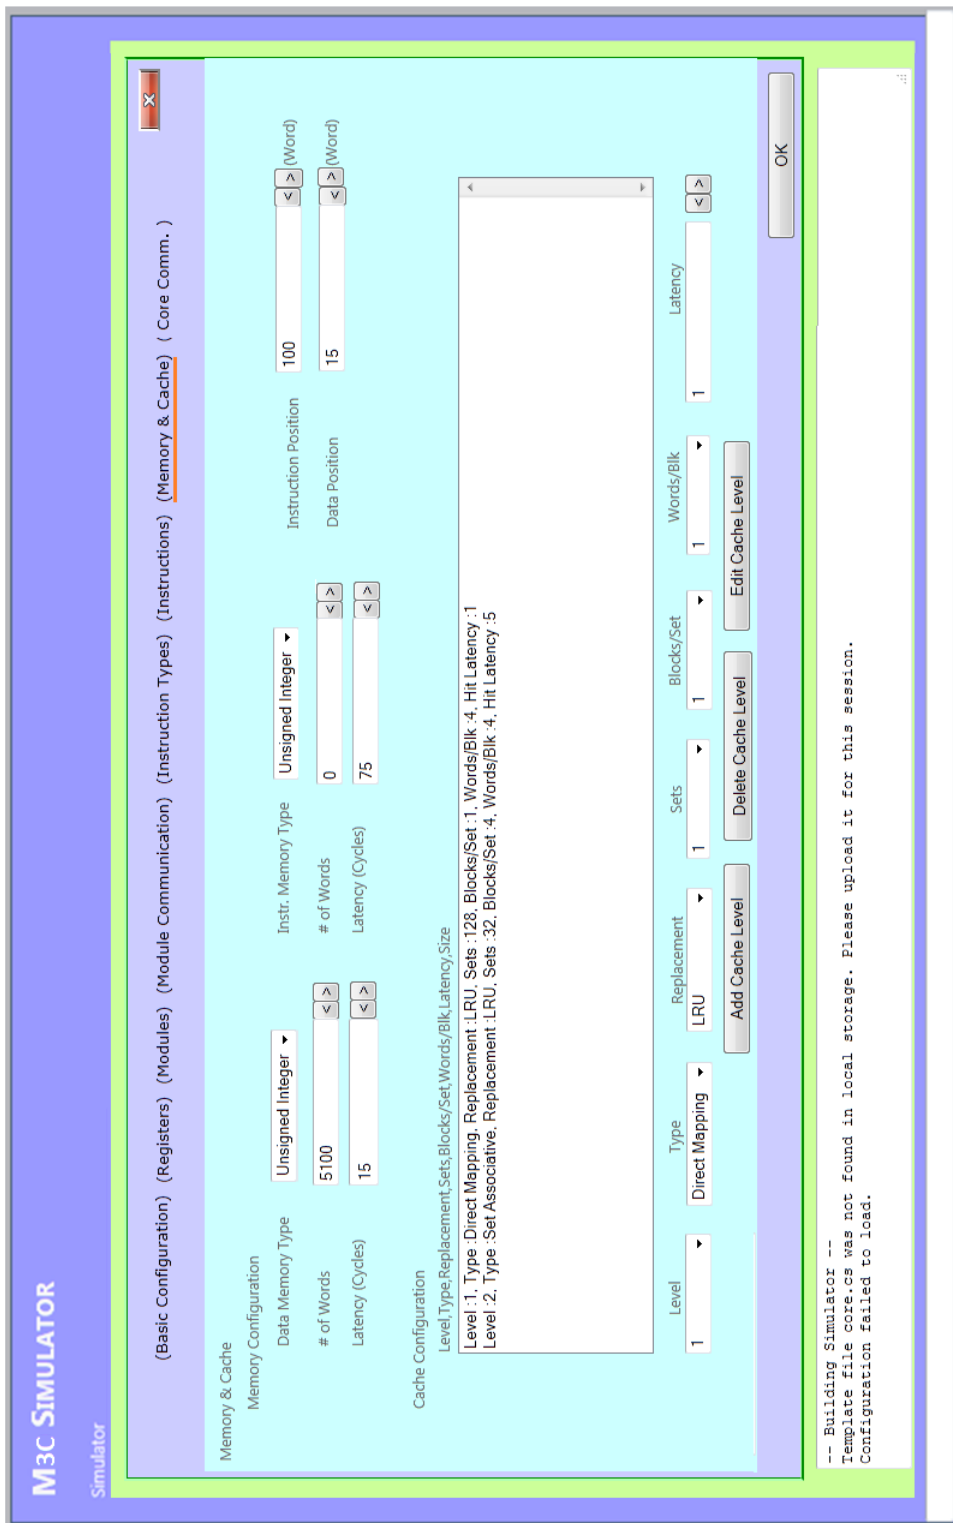 M3C SIMULATOR
Simulator
x
(Basic Configuration) (Registers) (Modules) (Module Communication) (Instruction Types) (Instructions) (Memory & Cache) ( Core Comm. )
Memory & Cache
Memory Configuration
Data Memory Type Unsigned Integer Instr. Memory Type Unsigned Integer Instruction Position 100 < > (Word)
# of Words 5100 < > # of Words 0 < > Data Position 15 < > (Word)
Latency (Cycles) 15 < > Latency (Cycles) 75 < >
Cache Configuration
Level,Type,Replacement,Sets,Blocks/Set,Words/Blk,Latency,Size
Level :1, Type :Direct Mapping, Replacement :LRU, Sets :128, Blocks/Set :1, Words/Blk :4, Hit Latency :1
Level :2, Type :Set Associative, Replacement :LRU, Sets :32, Blocks/Set :4, Words/Blk :4, Hit Latency :5
Level Type Replacement Sets Blocks/Set Words/Blk Latency
1 Direct Mapping LRU 1 1 1 1 < >
Add Cache Level Delete Cache Level Edit Cache Level
OK
-- Building Simulator --
Template file core.cs was not found in local storage. Please upload it for this session.
Configuration failed to load.